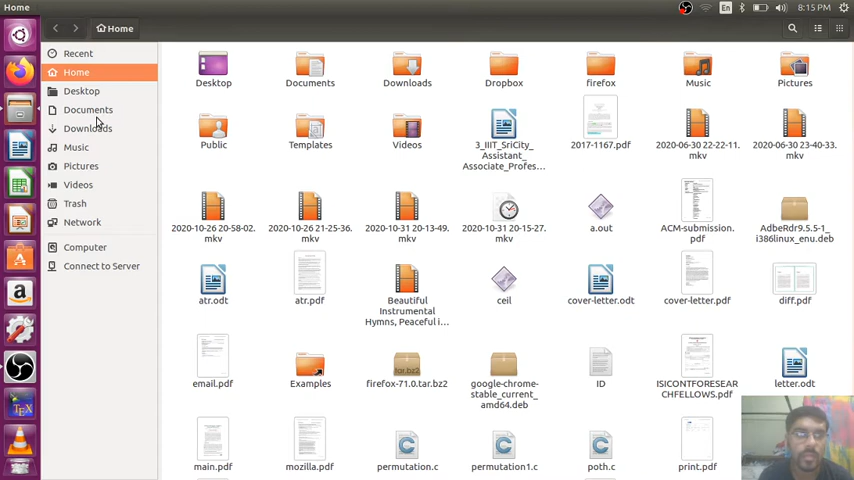 Home
En
8:15 PM
Home
Recent
Home
Desktop
Documents
Downloads
Music
Pictures
Videos
Trash
Network
Computer
Connect to Server
Desktop
Documents
Downloads
Dropbox
firefox
Music
Pictures
Public
Templates
Videos
3_IIIT_SriCity_
Assistant_
Associate_Profes...
2017-1167.pdf
2020-06-30 22-22-11.
mkv
2020-06-30 23-40-33.
mkv
2020-10-26 20-58-02.
mkv
2020-10-26 21-25-36.
mkv
2020-10-31 20-13-49.
mkv
2020-10-31 20-15-27.
mkv
a.out
ACM-submission.
pdf
AdbeRdr9.5.5-1_
i386linux_enu.deb
atr.odt
atr.pdf
Beautiful
Instrumental
Hymns, Peaceful i...
ceil
cover-letter.odt
cover-letter.pdf
diff.pdf
email.pdf
Examples
tar.bz2
firefox-71.0.tar.bz2
google-chrome-
stable_current_
amd64.deb
ID
ISICONTFORESEAR
CHFELLOWS.pdf
letter.odt
main.pdf
mozilla.pdf
permutation.c
permutation1.c
poth.c
print.pdf